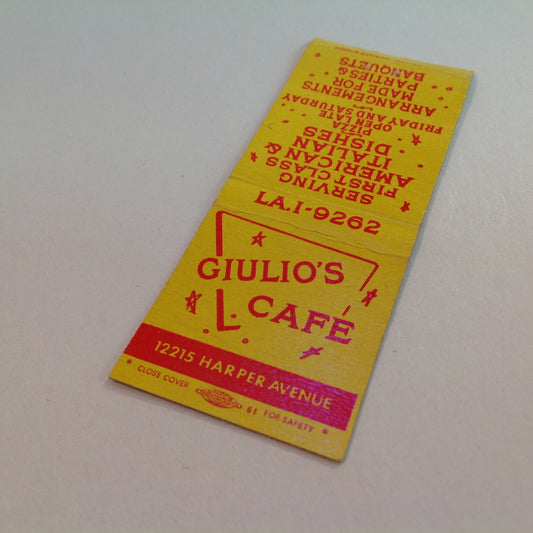 SERVING
FIRST CLASS
AMERICAN &
ITALIAN
DISHES
PIZZA
OPEN LATE
FRIDAY AND SATURDAY
ARRANGEMENTS
MADE FOR
PARTIES &
BANQUETS
LA.1-9262
GIULIO'S
CAFÉ
12215 HARPER AVENUE
* CLOSE COVER 61 FOR SAFETY *